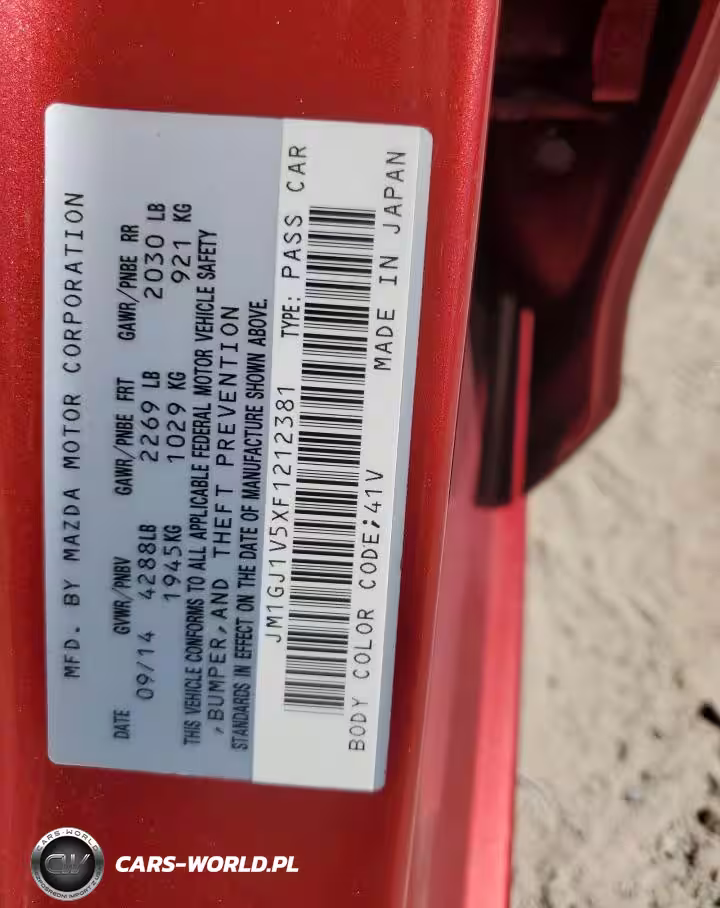 MFD. BY MAZDA MOTOR CORPORATION
DATE GVWR/PNBV GAWR/PNBE FRT GAWR/PNBE RR
09/14 4288LB 2269 LB 2030 LB
1945KG 1029 KG 921 KG
THIS VEHICLE CONFORMS TO ALL APPLICABLE FEDERAL MOTOR VEHICLE SAFETY
,BUMPER,AND THEFT PREVENTION
STANDARDS IN EFFECT ON THE DATE OF MANUFACTURE SHOWN ABOVE.
JM1GJ1V5XF1212381 TYPE: PASS CAR
BODY COLOR CODE;41V MADE IN JAPAN
CARS-WORLD
CW
CARS-WORLD.PL